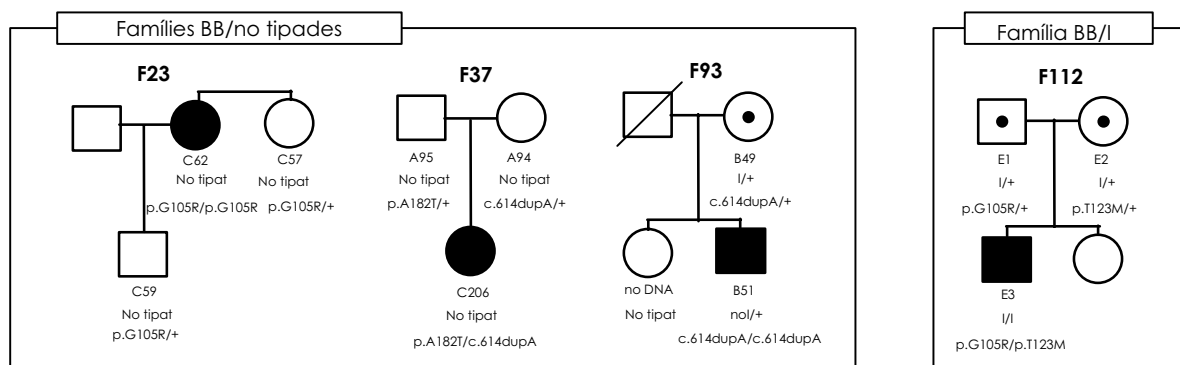 Famílies BB/no tipades
F23
C62
No tipat
p.G105R/p.G105R
C57
No tipat
p.G105R/+
C59
No tipat
p.G105R/+
F37
A95
No tipat
p.A182T/+
A94
No tipat
c.614dupA/+
C206
No tipat
p.A182T/c.614dupA
F93
B49
I/+
c.614dupA/+
no DNA
No tipat
B51
noI/+
c.614dupA/c.614dupA
Família BB/I
F112
E1
I/+
p.G105R/+
E2
I/+
p.T123M/+
E3
I/I
p.G105R/p.T123M